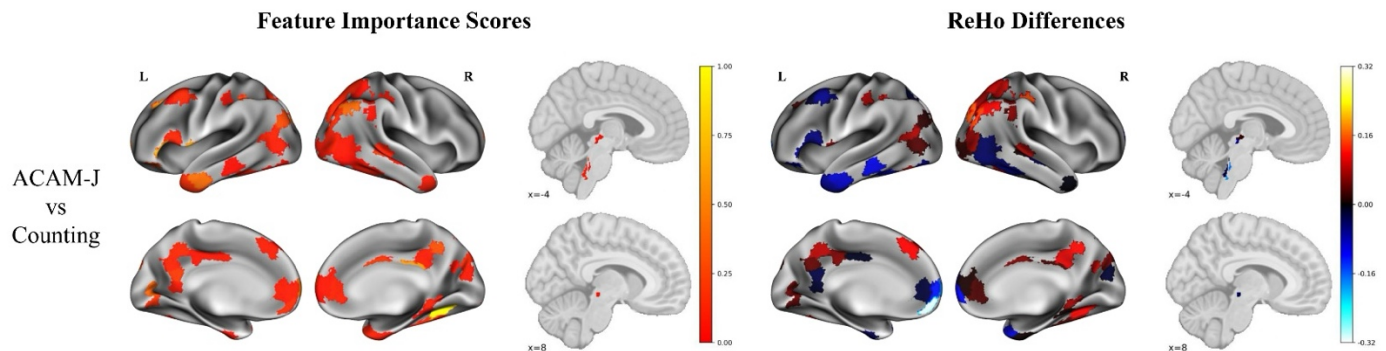 Feature Importance Scores
ReHo Differences
L
R
L
R
1.00
0.75
0.50
0.25
0.00
0.32
0.16
0.00
-0.16
-0.32
ACAM-J
vs
Counting
x=-4
x=-4
x=8
x=8